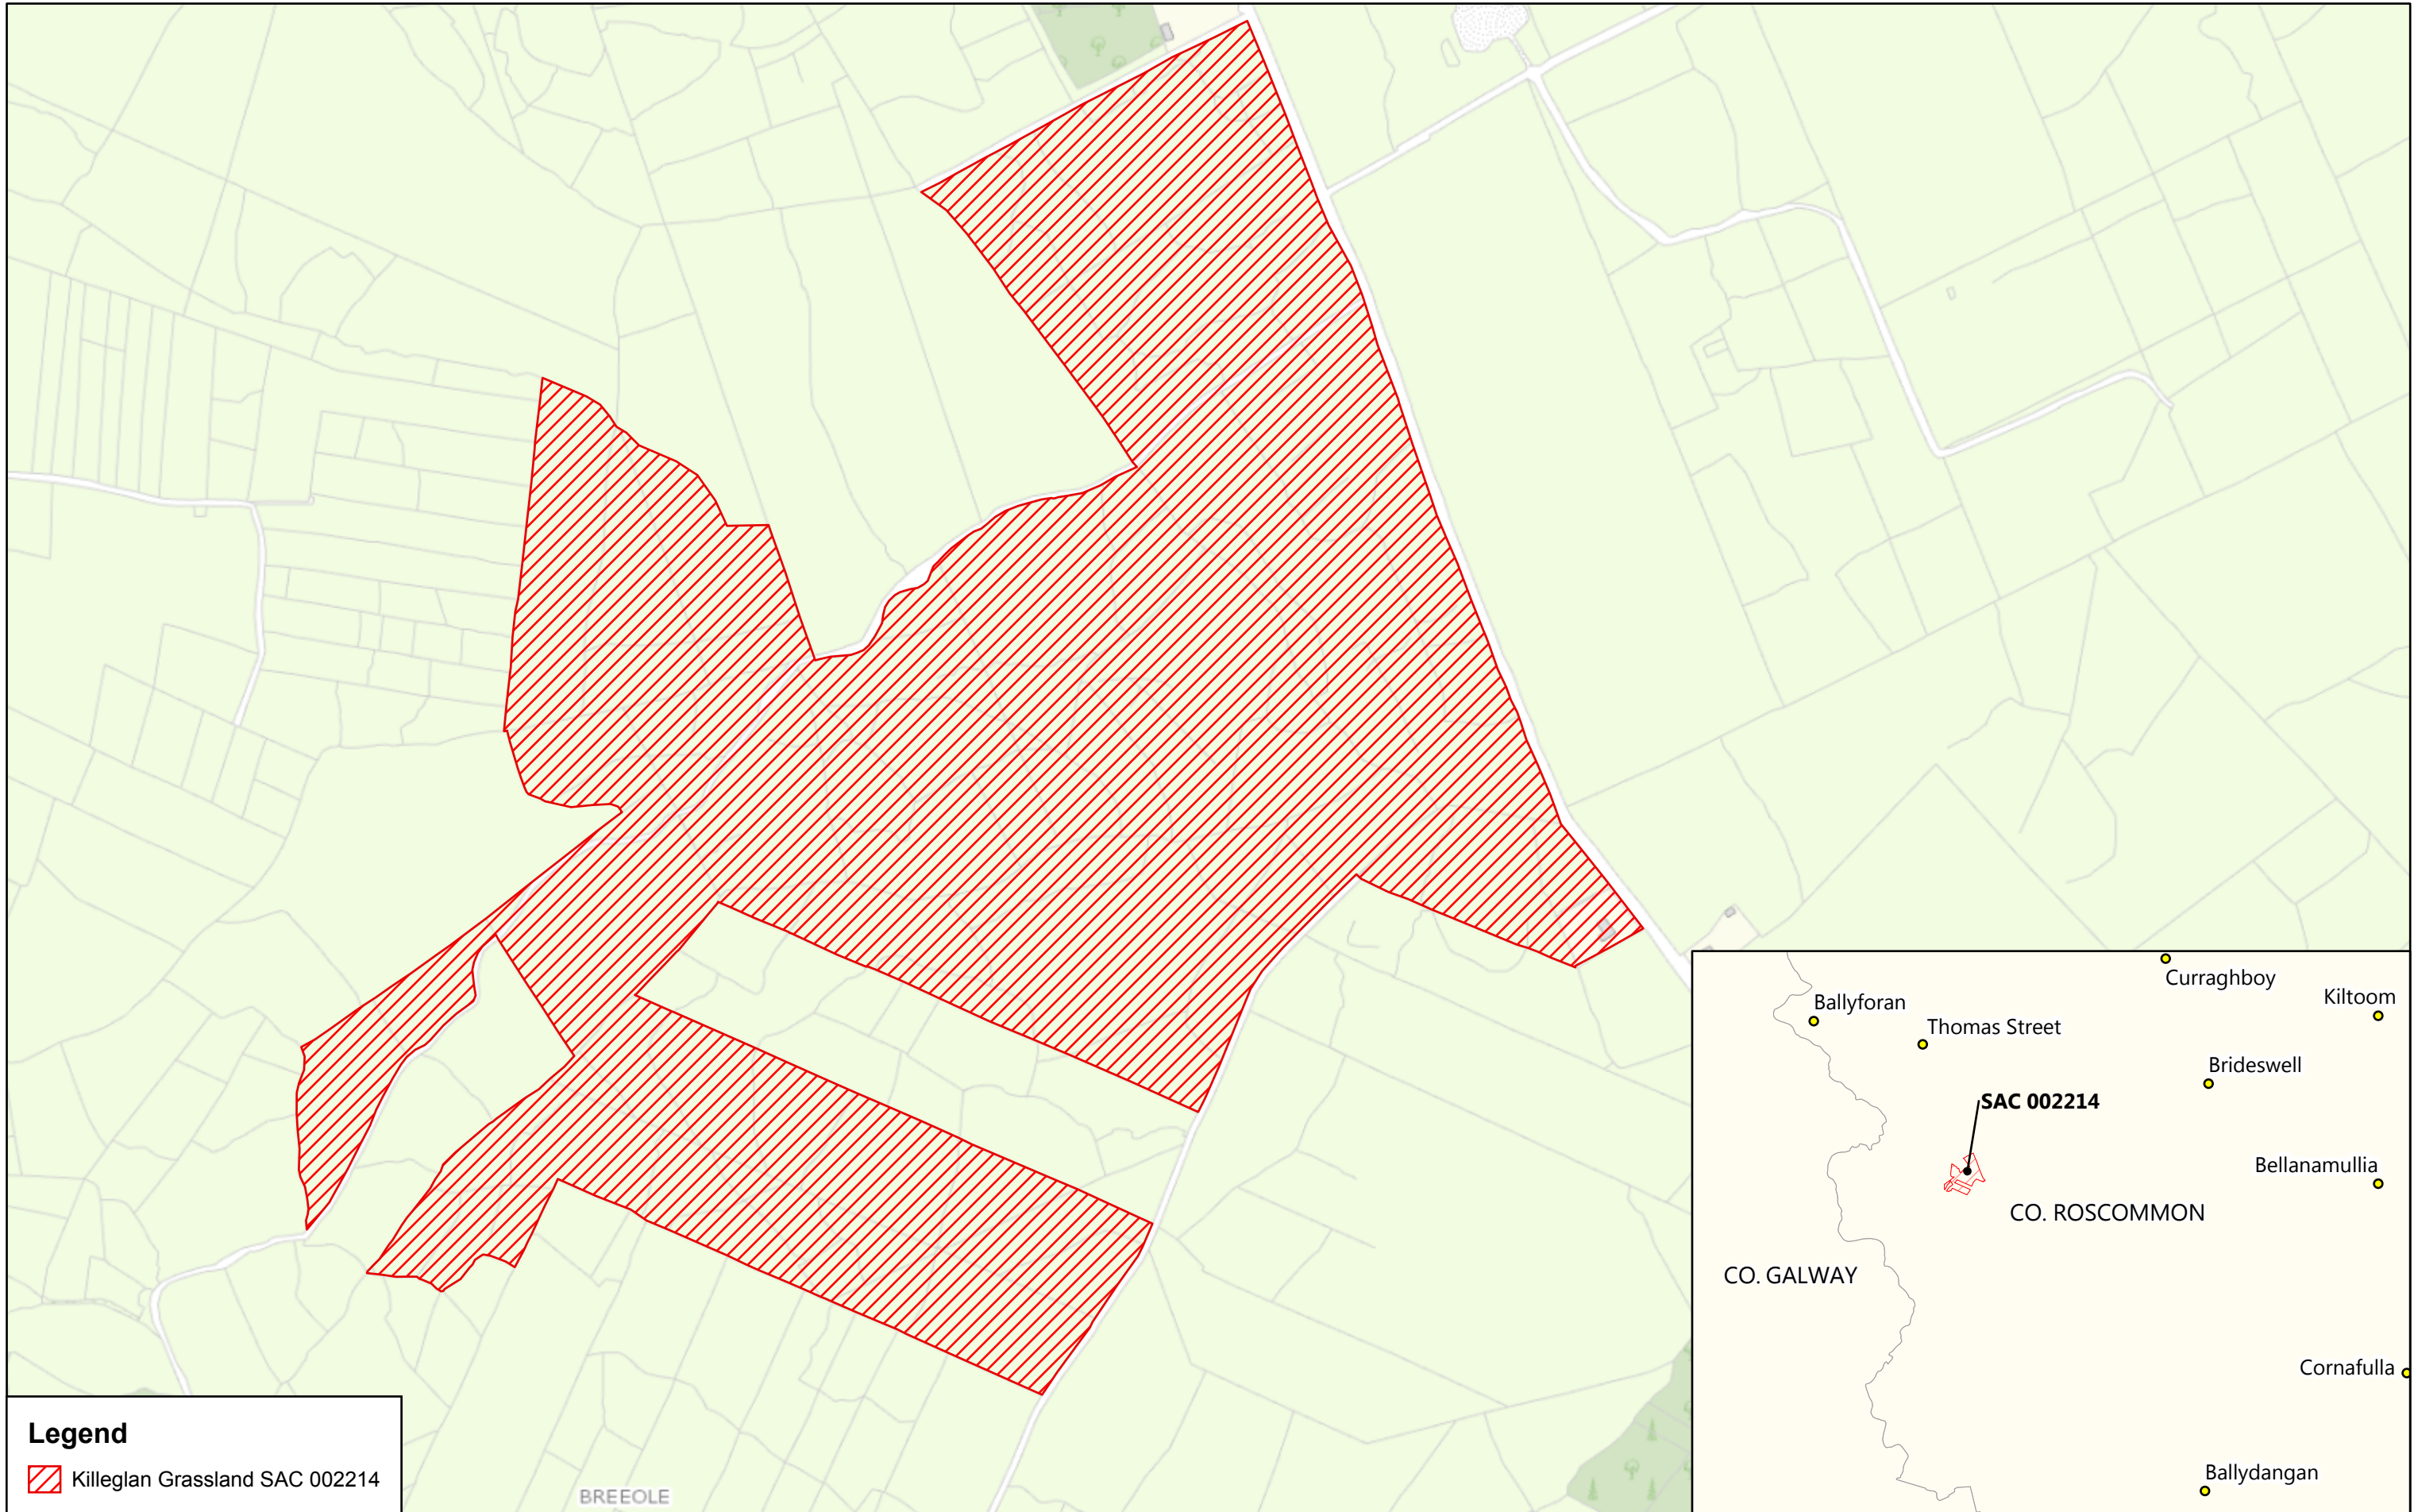 Curraghboy
Ballyforan
Kiltoom
Thomas Street
Brideswell
SAC 002214
Bellanamullia
CO. ROSCOMMON
CO. GALWAY
Cornafulla
Ballydangan
Legend
Killeglan Grassland SAC 002214
BREEOLE